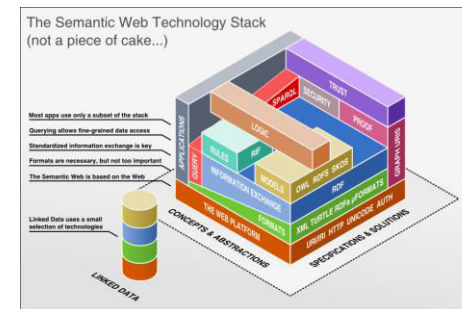 The Semantic Web Technology Stack
(not a piece of cake...)
Most apps use only a subset of the stack
Querying allows fine-grained data access
Standardized information exchange is key
Formats are necessary, but not too important
The Semantic Web is based on the Web
Linked Data uses a small
selection of technologies
LINKED DATA
APPLICATIONS
QUERY
RULES
RIF
LOGIC
SPARQL
SECURITY
TRUST
PROOF
GRAPH URIS
MODELS
OWL RDFS SKOS
INFORMATION EXCHANGE
RDF
FORMATS
XML TURTLE RDFa µFORMATS
THE WEB PLATFORM
URI/IRI HTTP UNICODE AUTH
CONCEPTS & ABSTRACTIONS
SPECIFICATIONS & SOLUTIONS